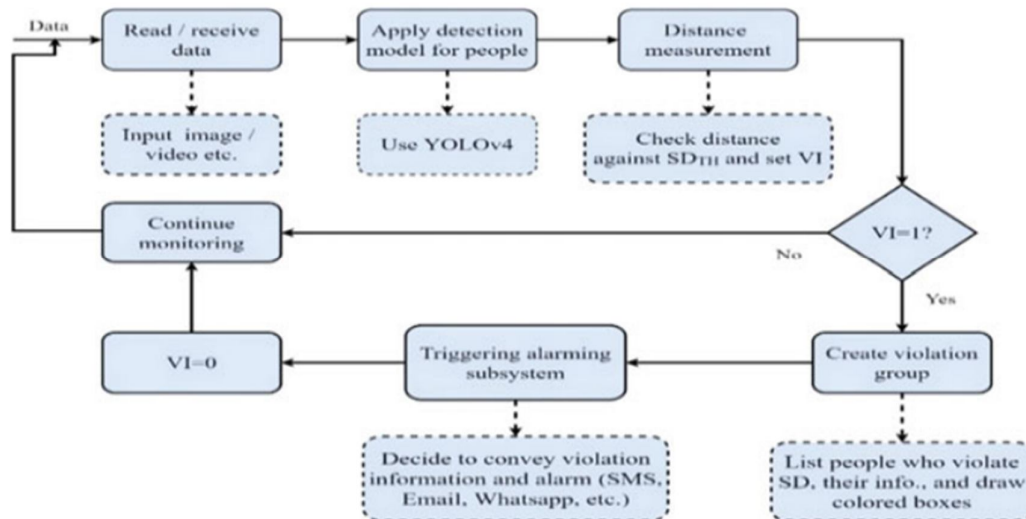 Data
Read / receive
data
Apply detection
model for people
Distance
measurement
Input image /
video etc.
Use YOLOv4
Check distance
against SDTH and set VI
Continue
monitoring
VI=1?
No
Yes
VI=0
Triggering alarming
subsystem
Create violation
group
Decide to convey violation
information and alarm (SMS,
Email, Whatsapp, etc.)
List people who violate
SD, their info., and draw
colored boxes